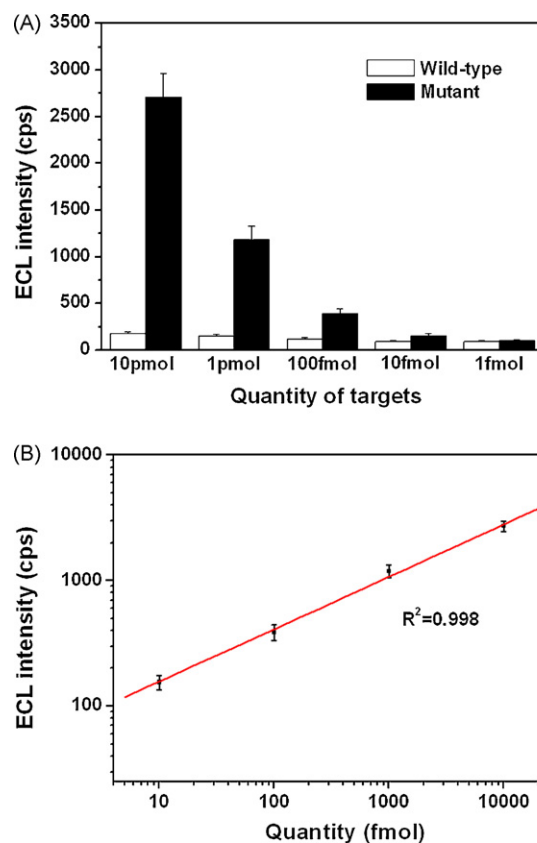 (A)
3500
3000
2500
2000
1500
1000
500
0
ECL intensity (cps)
Wild-type
Mutant
10pmol 1pmol 100fmol 10fmol 1fmol
Quantity of targets
(B)
10000
1000
100
ECL intensity (cps)
R²=0.998
10 100 1000 10000
Quantity (fmol)